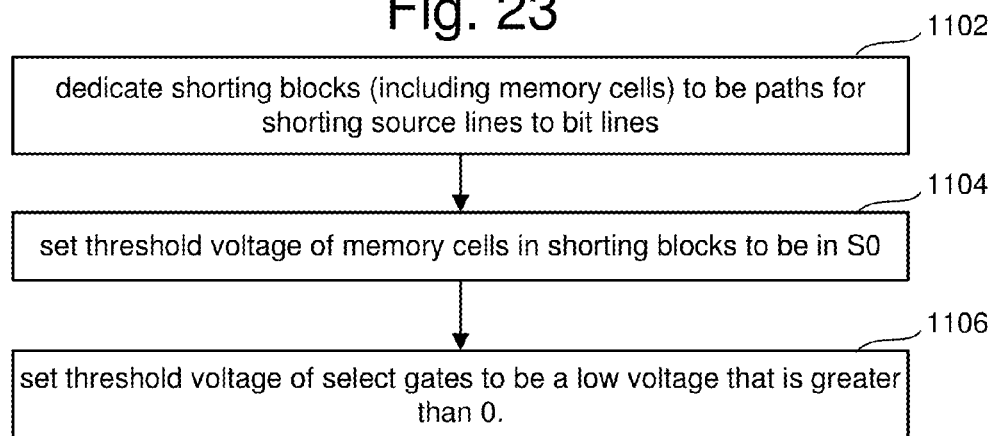 Fig. 23
1102
dedicate shorting blocks (including memory cells) to be paths for
shorting source lines to bit lines
1104
set threshold voltage of memory cells in shorting blocks to be in S0
1106
set threshold voltage of select gates to be a low voltage that is greater
than 0.